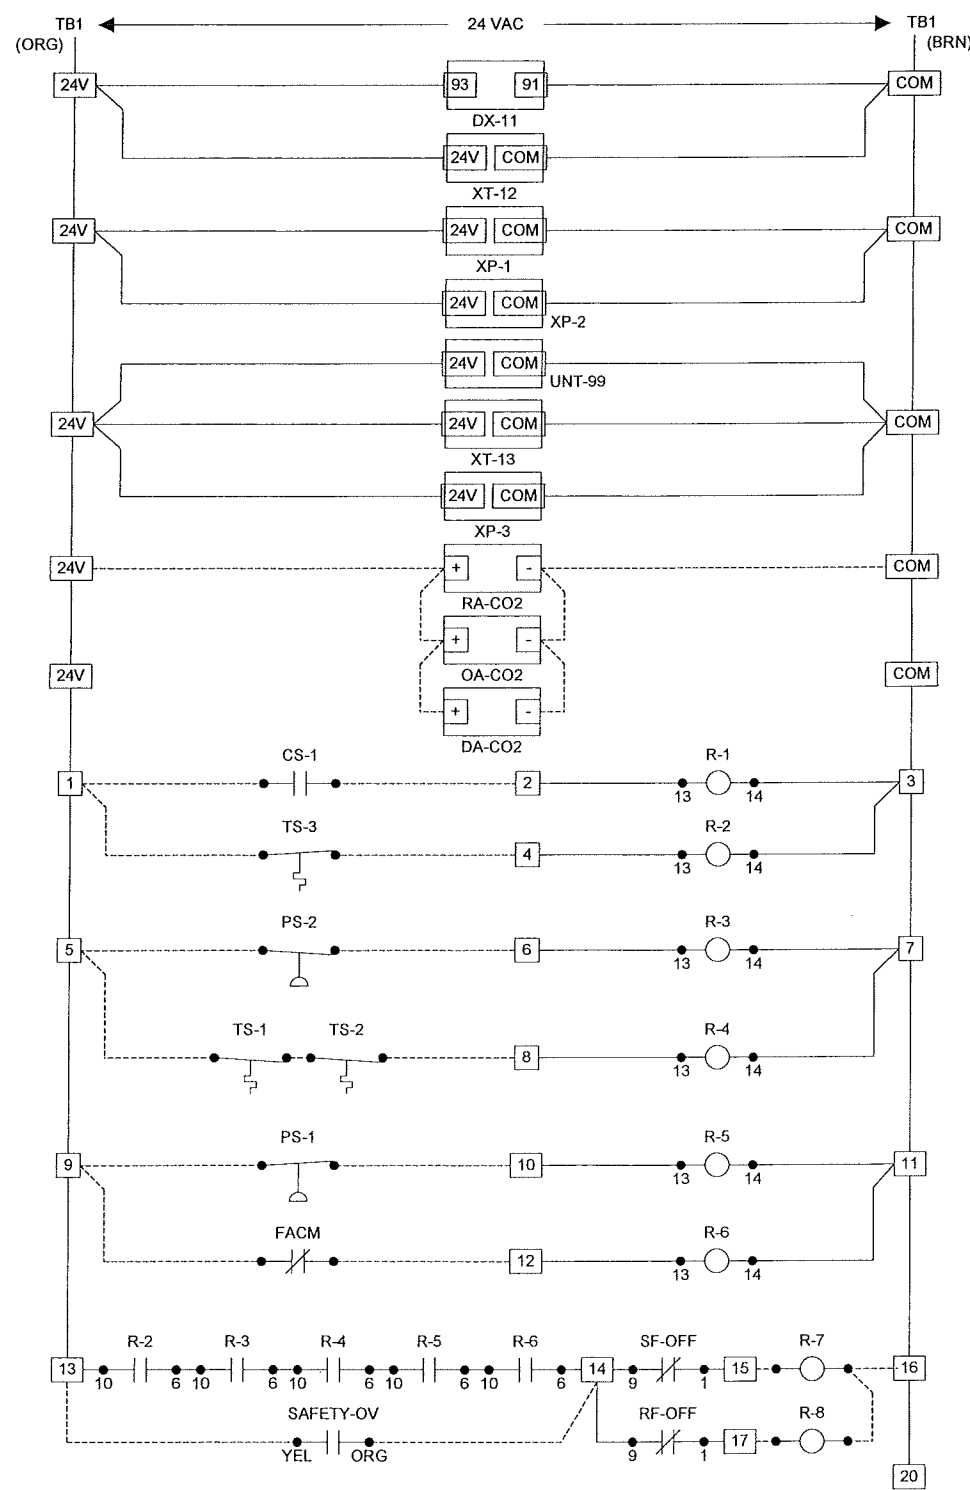 TB1 24 VAC TB1
(ORG) (BRN)
24V 93 91 COM
DX-11
24V COM
XT-12
24V 24V COM COM
XP-1
24V COM
XP-2
24V COM
UNT-99
24V 24V COM COM
XT-13
24V COM
XP-3
24V + - COM
RA-CO2
+ -
OA-CO2
24V COM
+ -
DA-CO2
CS-1 R-1
1 2 3
13 14
TS-3 R-2
4
13 14
PS-2 R-3
5 6 7
13 14
TS-1 TS-2 R-4
8
13 14
PS-1 R-5
9 10 11
13 14
FACM R-6
12
13 14
R-2 R-3 R-4 R-5 R-6 SF-OFF R-7
13 14 15 16
10 6 10 6 10 6 10 6 10 6 9 1
SAFETY-OV RF-OFF R-8
17
YEL ORG 9 1
20